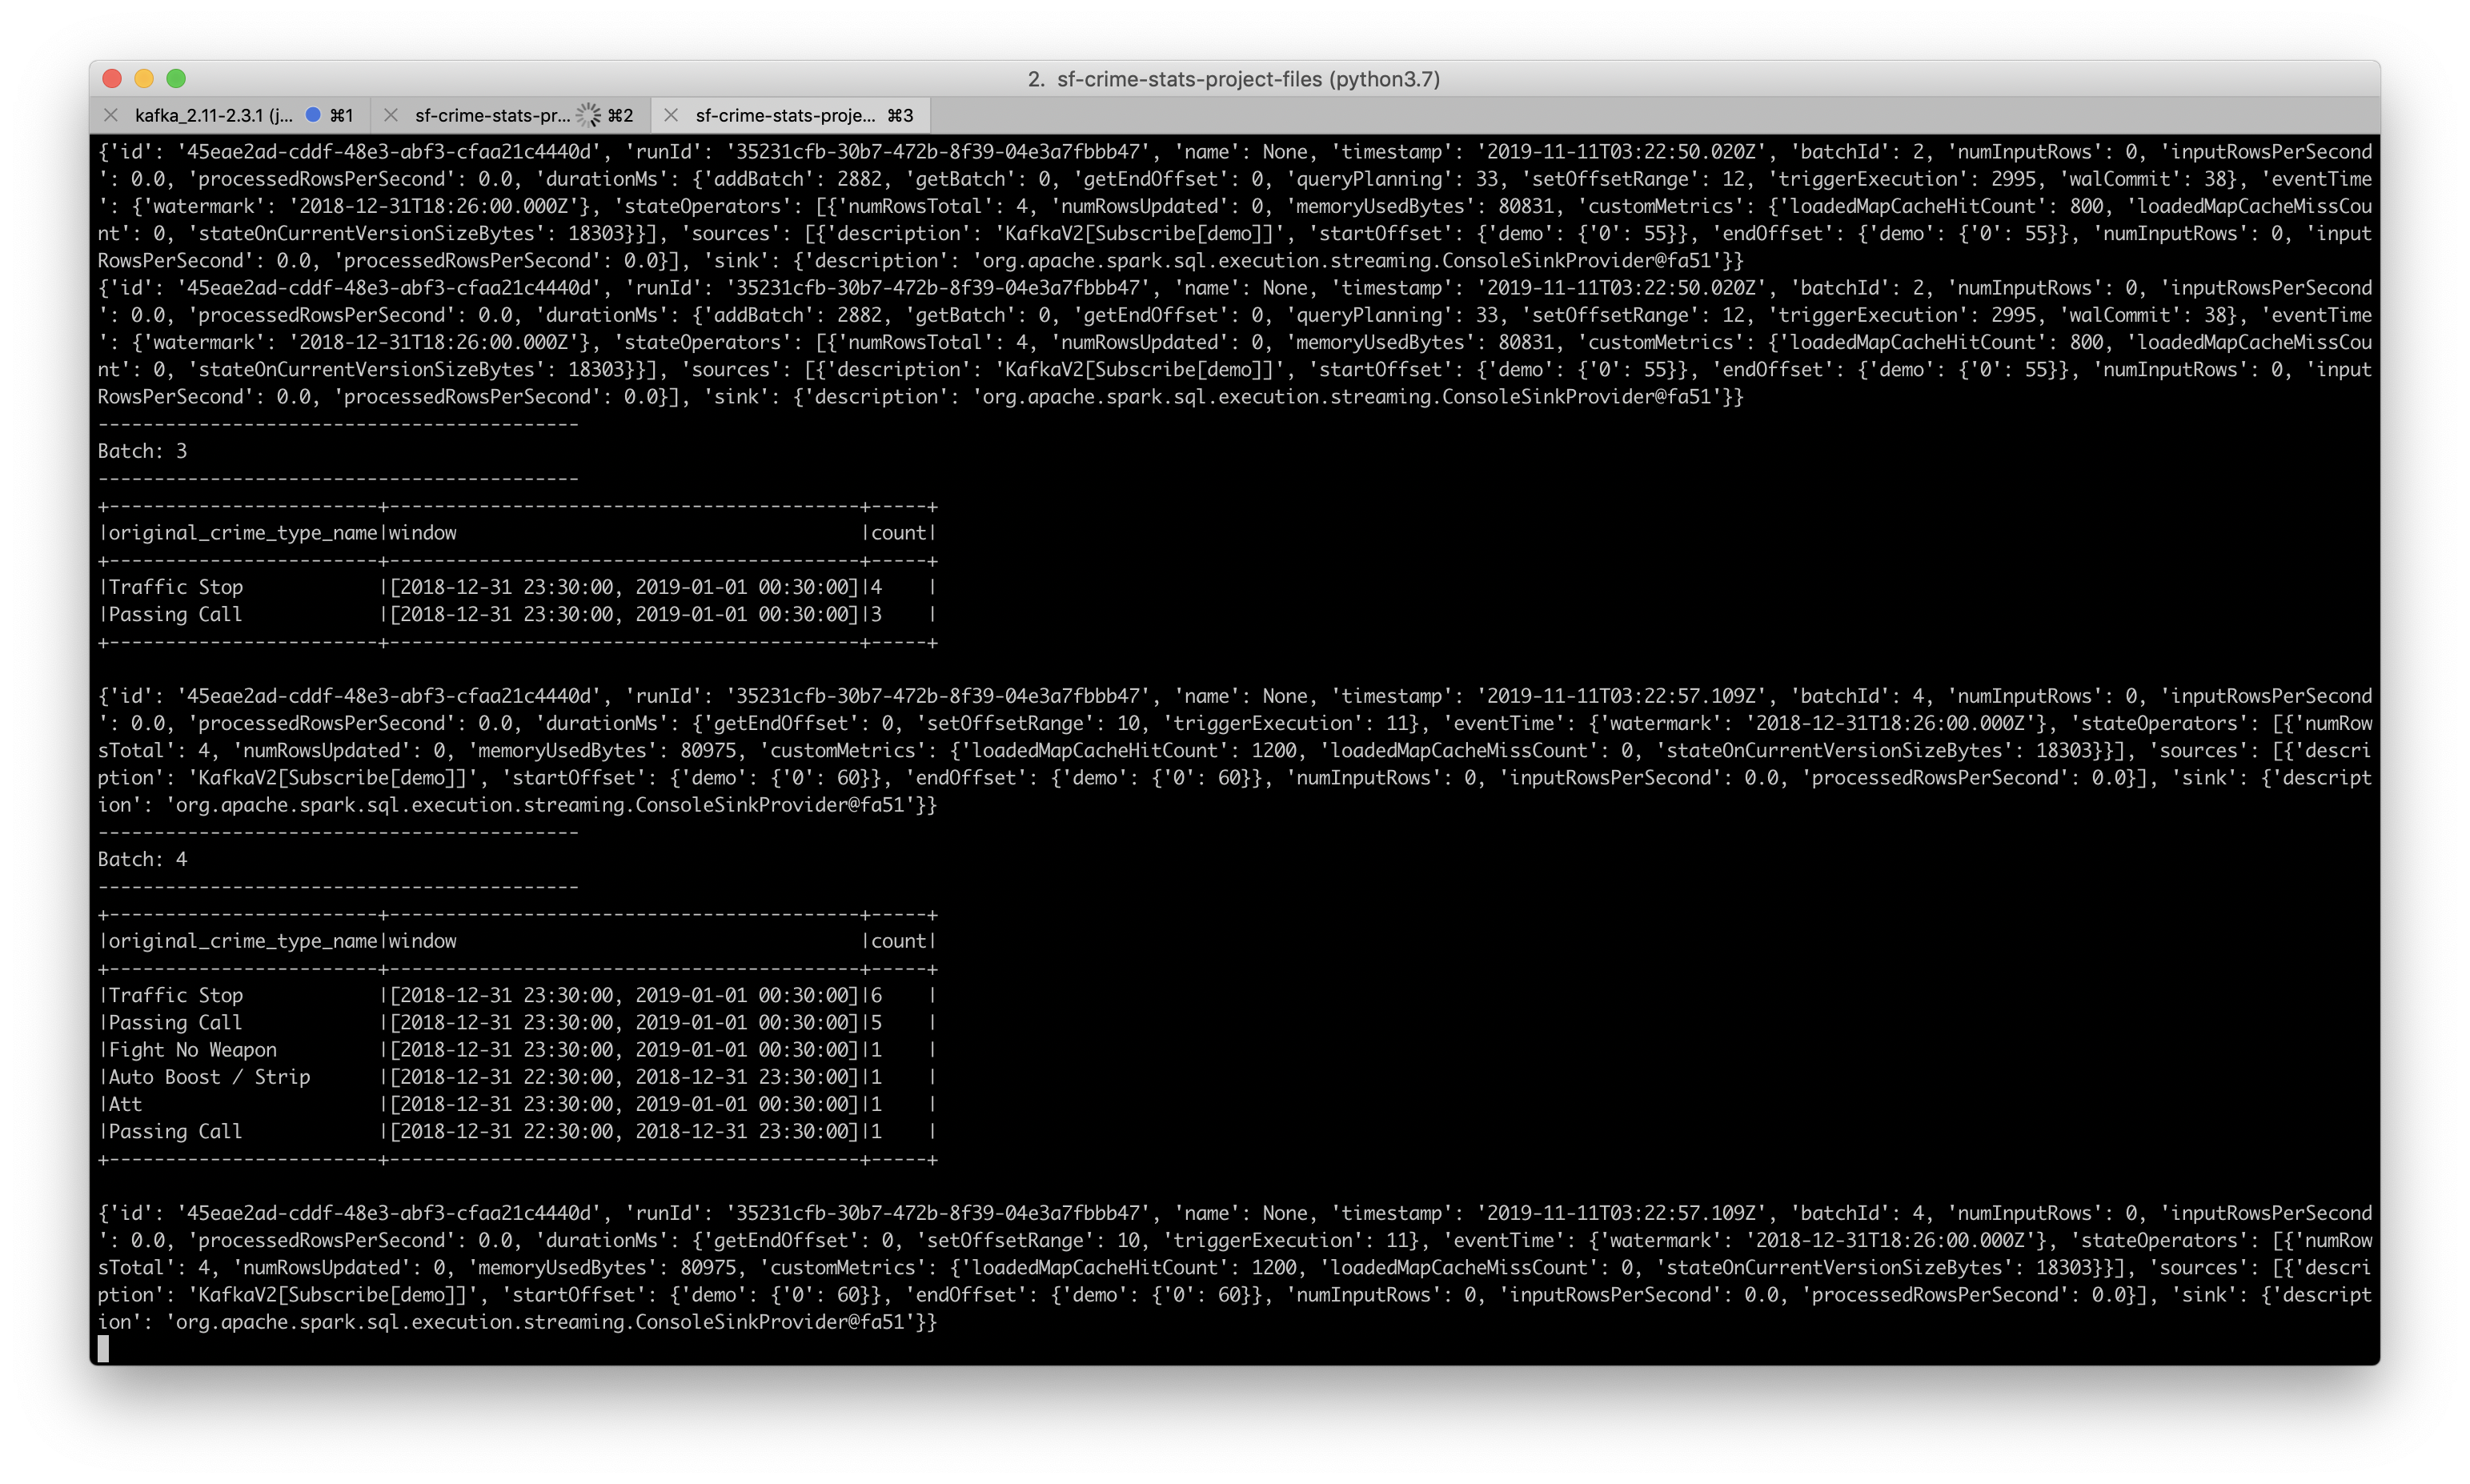 2. sf-crime-stats-project-files (python3.7)
kafka_2.11-2.3.1 (j... ⌘1 sf-crime-stats-pr... ⌘2 sf-crime-stats-proje... ⌘3
{'id': '45eae2ad-cddf-48e3-abf3-cfaa21c4440d', 'runId': '35231cfb-30b7-472b-8f39-04e3a7fbbb47', 'name': None, 'timestamp': '2019-11-11T03:22:50.020Z', 'batchId': 2, 'numInputRows': 0, 'inputRowsPerSecond
': 0.0, 'processedRowsPerSecond': 0.0, 'durationMs': {'addBatch': 2882, 'getBatch': 0, 'getEndOffset': 0, 'queryPlanning': 33, 'setOffsetRange': 12, 'triggerExecution': 2995, 'walCommit': 38}, 'eventTime
': {'watermark': '2018-12-31T18:26:00.000Z'}, 'stateOperators': [{'numRowsTotal': 4, 'numRowsUpdated': 0, 'memoryUsedBytes': 80831, 'customMetrics': {'loadedMapCacheHitCount': 800, 'loadedMapCacheMissCou
nt': 0, 'stateOnCurrentVersionSizeBytes': 18303}}], 'sources': [{'description': 'KafkaV2[Subscribe[demo]]', 'startOffset': {'demo': {'0': 55}}, 'endOffset': {'demo': {'0': 55}}, 'numInputRows': 0, 'input
RowsPerSecond': 0.0, 'processedRowsPerSecond': 0.0}], 'sink': {'description': 'org.apache.spark.sql.execution.streaming.ConsoleSinkProvider@fa51'}}
{'id': '45eae2ad-cddf-48e3-abf3-cfaa21c4440d', 'runId': '35231cfb-30b7-472b-8f39-04e3a7fbbb47', 'name': None, 'timestamp': '2019-11-11T03:22:50.020Z', 'batchId': 2, 'numInputRows': 0, 'inputRowsPerSecond
': 0.0, 'processedRowsPerSecond': 0.0, 'durationMs': {'addBatch': 2882, 'getBatch': 0, 'getEndOffset': 0, 'queryPlanning': 33, 'setOffsetRange': 12, 'triggerExecution': 2995, 'walCommit': 38}, 'eventTime
': {'watermark': '2018-12-31T18:26:00.000Z'}, 'stateOperators': [{'numRowsTotal': 4, 'numRowsUpdated': 0, 'memoryUsedBytes': 80831, 'customMetrics': {'loadedMapCacheHitCount': 800, 'loadedMapCacheMissCou
nt': 0, 'stateOnCurrentVersionSizeBytes': 18303}}], 'sources': [{'description': 'KafkaV2[Subscribe[demo]]', 'startOffset': {'demo': {'0': 55}}, 'endOffset': {'demo': {'0': 55}}, 'numInputRows': 0, 'input
RowsPerSecond': 0.0, 'processedRowsPerSecond': 0.0}], 'sink': {'description': 'org.apache.spark.sql.execution.streaming.ConsoleSinkProvider@fa51'}}
-------------------------------------------
Batch: 3
-------------------------------------------
+------------------------+------------------------------------------+-----+
|original_crime_type_name|window                                    |count|
+------------------------+------------------------------------------+-----+
|Traffic Stop            |[2018-12-31 23:30:00, 2019-01-01 00:30:00]|4    |
|Passing Call            |[2018-12-31 23:30:00, 2019-01-01 00:30:00]|3    |
+------------------------+------------------------------------------+-----+
{'id': '45eae2ad-cddf-48e3-abf3-cfaa21c4440d', 'runId': '35231cfb-30b7-472b-8f39-04e3a7fbbb47', 'name': None, 'timestamp': '2019-11-11T03:22:57.109Z', 'batchId': 4, 'numInputRows': 0, 'inputRowsPerSecond
': 0.0, 'processedRowsPerSecond': 0.0, 'durationMs': {'getEndOffset': 0, 'setOffsetRange': 10, 'triggerExecution': 11}, 'eventTime': {'watermark': '2018-12-31T18:26:00.000Z'}, 'stateOperators': [{'numRow
sTotal': 4, 'numRowsUpdated': 0, 'memoryUsedBytes': 80975, 'customMetrics': {'loadedMapCacheHitCount': 1200, 'loadedMapCacheMissCount': 0, 'stateOnCurrentVersionSizeBytes': 18303}}], 'sources': [{'descri
ption': 'KafkaV2[Subscribe[demo]]', 'startOffset': {'demo': {'0': 60}}, 'endOffset': {'demo': {'0': 60}}, 'numInputRows': 0, 'inputRowsPerSecond': 0.0, 'processedRowsPerSecond': 0.0}], 'sink': {'descript
ion': 'org.apache.spark.sql.execution.streaming.ConsoleSinkProvider@fa51'}}
-------------------------------------------
Batch: 4
-------------------------------------------
+------------------------+------------------------------------------+-----+
|original_crime_type_name|window                                    |count|
+------------------------+------------------------------------------+-----+
|Traffic Stop            |[2018-12-31 23:30:00, 2019-01-01 00:30:00]|6    |
|Passing Call            |[2018-12-31 23:30:00, 2019-01-01 00:30:00]|5    |
|Fight No Weapon         |[2018-12-31 23:30:00, 2019-01-01 00:30:00]|1    |
|Auto Boost / Strip      |[2018-12-31 22:30:00, 2018-12-31 23:30:00]|1    |
|Att                     |[2018-12-31 23:30:00, 2019-01-01 00:30:00]|1    |
|Passing Call            |[2018-12-31 22:30:00, 2018-12-31 23:30:00]|1    |
+------------------------+------------------------------------------+-----+
{'id': '45eae2ad-cddf-48e3-abf3-cfaa21c4440d', 'runId': '35231cfb-30b7-472b-8f39-04e3a7fbbb47', 'name': None, 'timestamp': '2019-11-11T03:22:57.109Z', 'batchId': 4, 'numInputRows': 0, 'inputRowsPerSecond
': 0.0, 'processedRowsPerSecond': 0.0, 'durationMs': {'getEndOffset': 0, 'setOffsetRange': 10, 'triggerExecution': 11}, 'eventTime': {'watermark': '2018-12-31T18:26:00.000Z'}, 'stateOperators': [{'numRow
sTotal': 4, 'numRowsUpdated': 0, 'memoryUsedBytes': 80975, 'customMetrics': {'loadedMapCacheHitCount': 1200, 'loadedMapCacheMissCount': 0, 'stateOnCurrentVersionSizeBytes': 18303}}], 'sources': [{'descri
ption': 'KafkaV2[Subscribe[demo]]', 'startOffset': {'demo': {'0': 60}}, 'endOffset': {'demo': {'0': 60}}, 'numInputRows': 0, 'inputRowsPerSecond': 0.0, 'processedRowsPerSecond': 0.0}], 'sink': {'descript
ion': 'org.apache.spark.sql.execution.streaming.ConsoleSinkProvider@fa51'}}